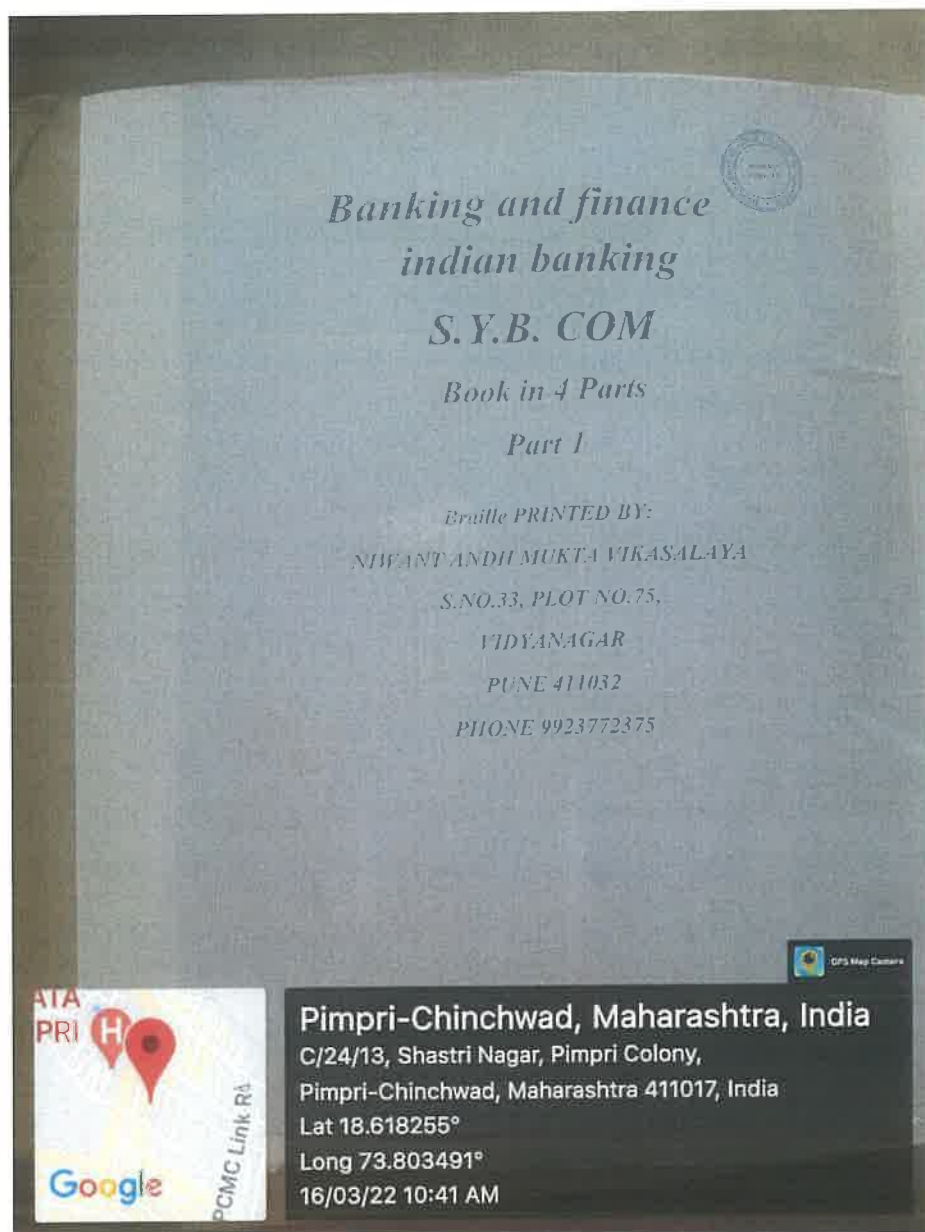 Banking and finance
indian banking
S.Y.B. COM
Book in 4 Parts
Part 1
Braille PRINTED BY:
NIWANT ANDH MUKTA VIKASALAYA
S.NO.33, PLOT NO.75,
VIDYANAGAR
PUNE 411032
PHONE 9923772375
GPS Map Camera
ATA
PRI
H
PCMC Link Rd
Google
Pimpri-Chinchwad, Maharashtra, India
C/24/13, Shastri Nagar, Pimpri Colony,
Pimpri-Chinchwad, Maharashtra 411017, India
Lat 18.618255°
Long 73.803491°
16/03/22 10:41 AM